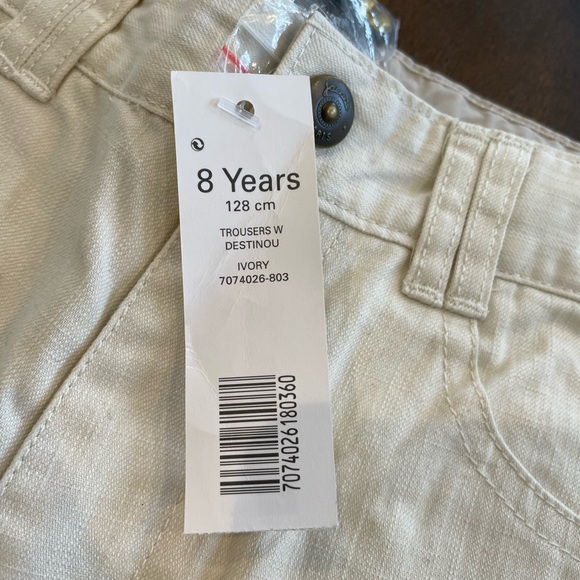 8 Years
128 cm
TROUSERS W
DESTINOU
IVORY
7074026-803
7074026180360